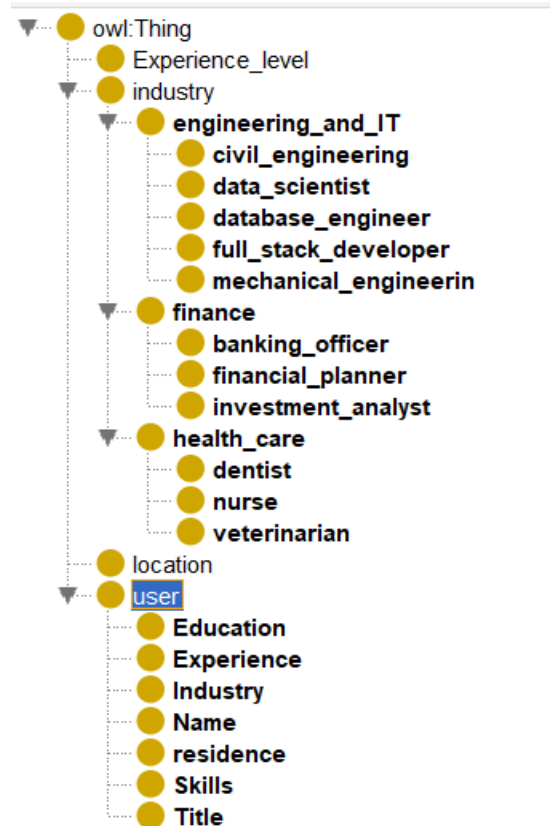 owl:Thing
Experience_level
industry
engineering_and_IT
civil_engineering
data_scientist
database_engineer
full_stack_developer
mechanical_engineerin
finance
banking_officer
financial_planner
investment_analyst
health_care
dentist
nurse
veterinarian
location
user
Education
Experience
Industry
Name
residence
Skills
Title